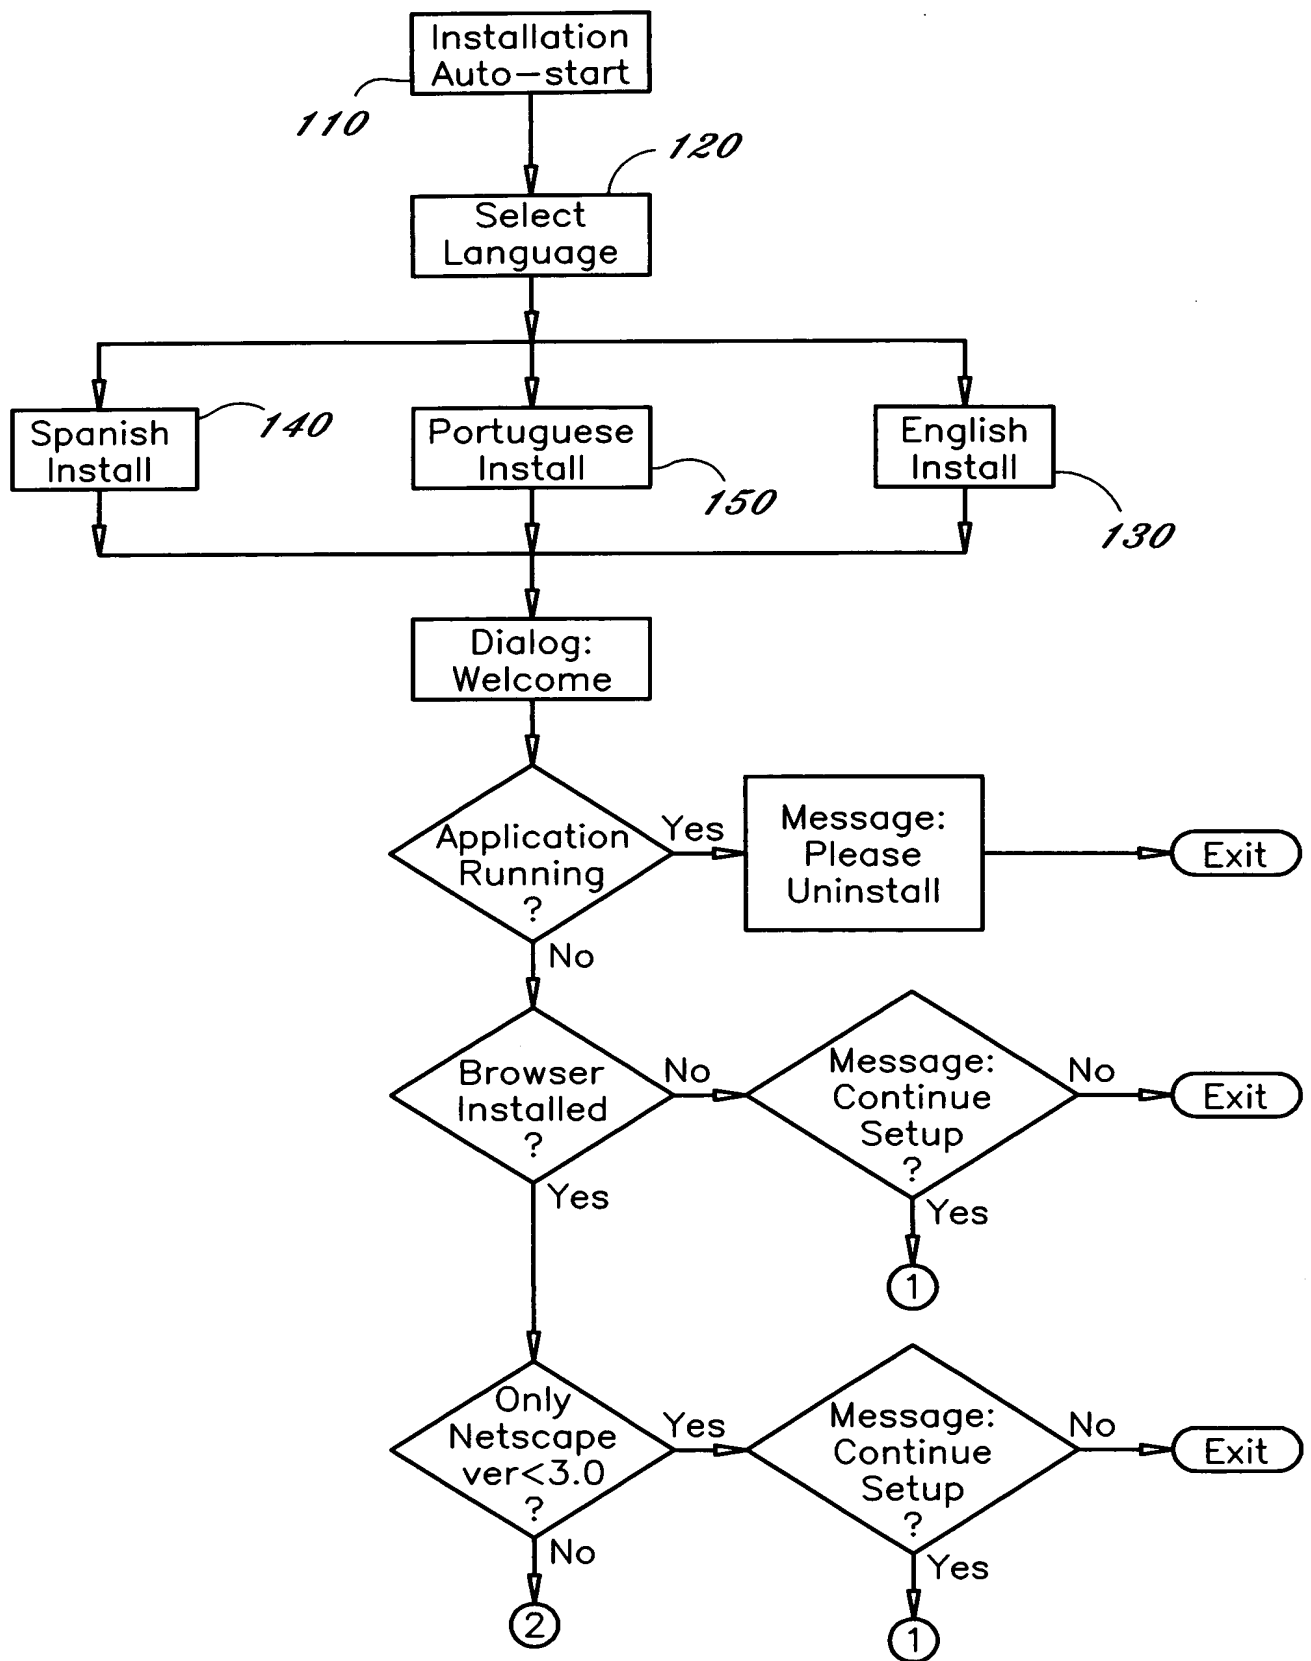 Installation
Auto-start
110
120
Select
Language
Spanish
Install
140
Portuguese
Install
150
English
Install
130
Dialog:
Welcome
Application
Running
?
Yes
No
Message:
Please
Uninstall
Exit
Browser
Installed
?
No
Yes
Message:
Continue
Setup
?
No
Yes
Exit
1
Only
Netscape
ver<3.0
?
Yes
No
Message:
Continue
Setup
?
No
Yes
Exit
2
1